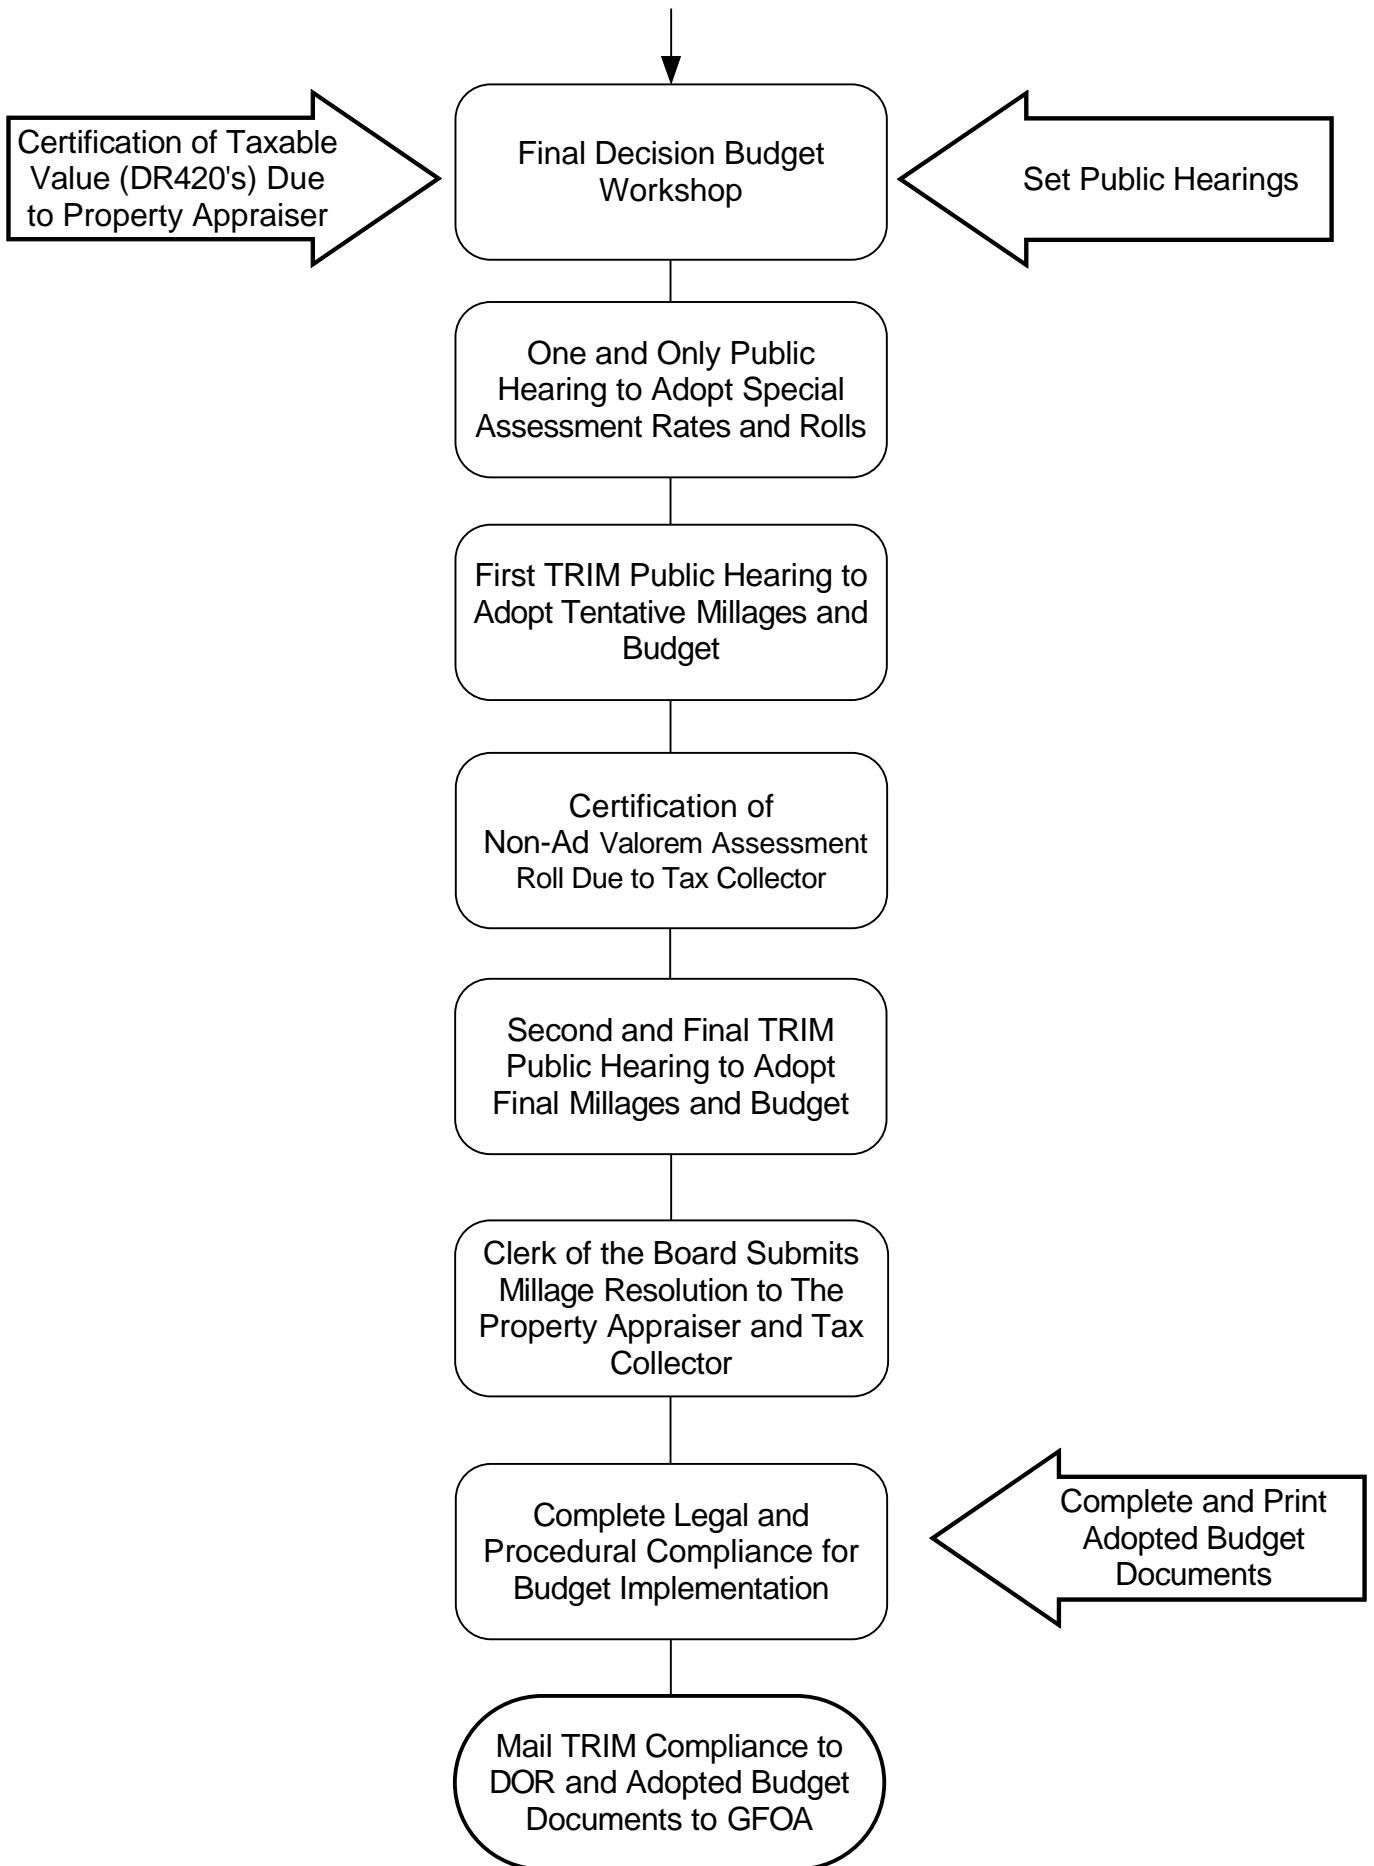 Certification of Taxable
Value (DR420's) Due
to Property Appraiser
Final Decision Budget
Workshop
Set Public Hearings
One and Only Public
Hearing to Adopt Special
Assessment Rates and Rolls
First TRIM Public Hearing to
Adopt Tentative Millages and
Budget
Certification of
Non-Ad Valorem Assessment
Roll Due to Tax Collector
Second and Final TRIM
Public Hearing to Adopt
Final Millages and Budget
Clerk of the Board Submits
Millage Resolution to The
Property Appraiser and Tax
Collector
Complete Legal and
Procedural Compliance for
Budget Implementation
Complete and Print
Adopted Budget
Documents
Mail TRIM Compliance to
DOR and Adopted Budget
Documents to GFOA